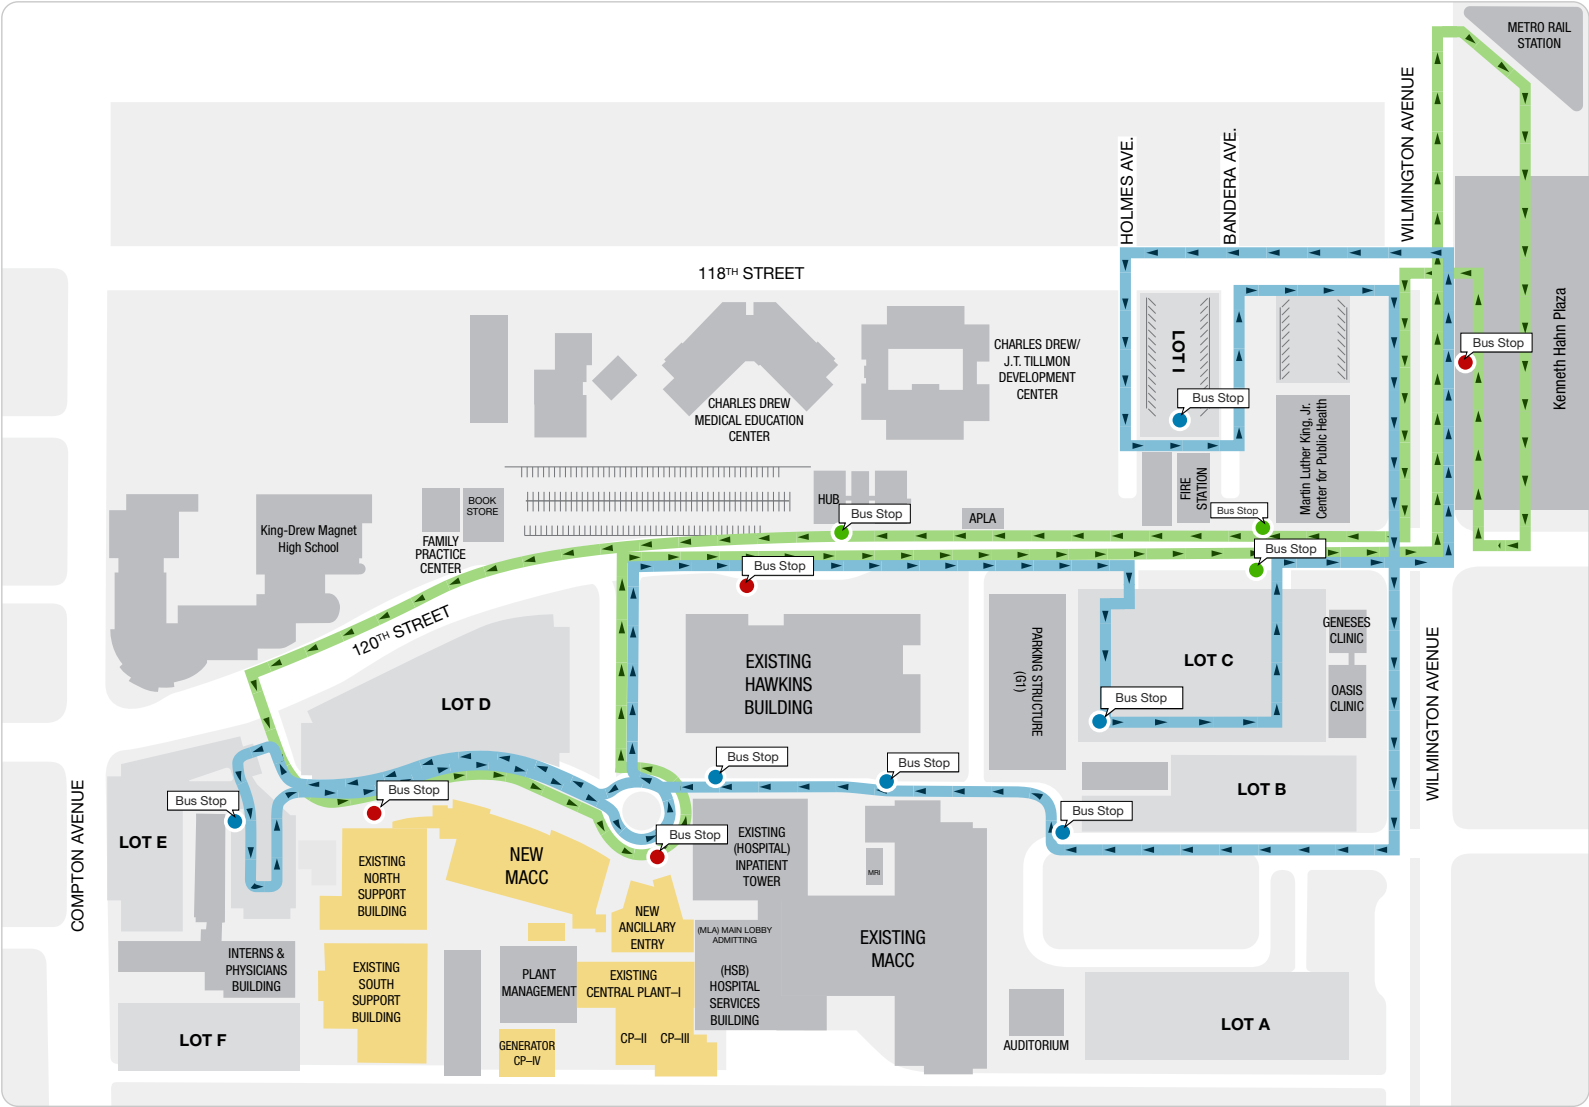 METRO RAIL
STATION
WILMINGTON AVENUE
HOLMES AVE.
BANDERA AVE.
118TH STREET
Kenneth Hahn Plaza
Bus Stop
LOT I
Bus Stop
CHARLES DREW/
J.T. TILLMON
DEVELOPMENT
CENTER
CHARLES DREW
MEDICAL EDUCATION
CENTER
Martin Luther King, Jr.
Center for Public Health
FIRE
STATION
HUB
Bus Stop
APLA
Bus Stop
Bus Stop
BOOK
STORE
King-Drew Magnet
High School
FAMILY
PRACTICE
CENTER
Bus Stop
120TH STREET
EXISTING
HAWKINS
BUILDING
PARKING STRUCTURE
(G1)
LOT C
GENESES
CLINIC
OASIS
CLINIC
Bus Stop
LOT D
WILMINGTON AVENUE
Bus Stop
Bus Stop
Bus Stop
LOT B
Bus Stop
Bus Stop
COMPTON AVENUE
LOT E
Bus Stop
EXISTING
(HOSPITAL)
INPATIENT
TOWER
MRI
NEW
MACC
EXISTING
NORTH
SUPPORT
BUILDING
NEW
ANCILLARY
ENTRY
(MLA) MAIN LOBBY
ADMITTING
EXISTING
MACC
INTERNS &
PHYSICIANS
BUILDING
EXISTING
SOUTH
SUPPORT
BUILDING
PLANT
MANAGEMENT
EXISTING
CENTRAL PLANT–I
(HSB)
HOSPITAL
SERVICES
BUILDING
LOT F
GENERATOR
CP–IV
CP–II
CP–III
AUDITORIUM
LOT A